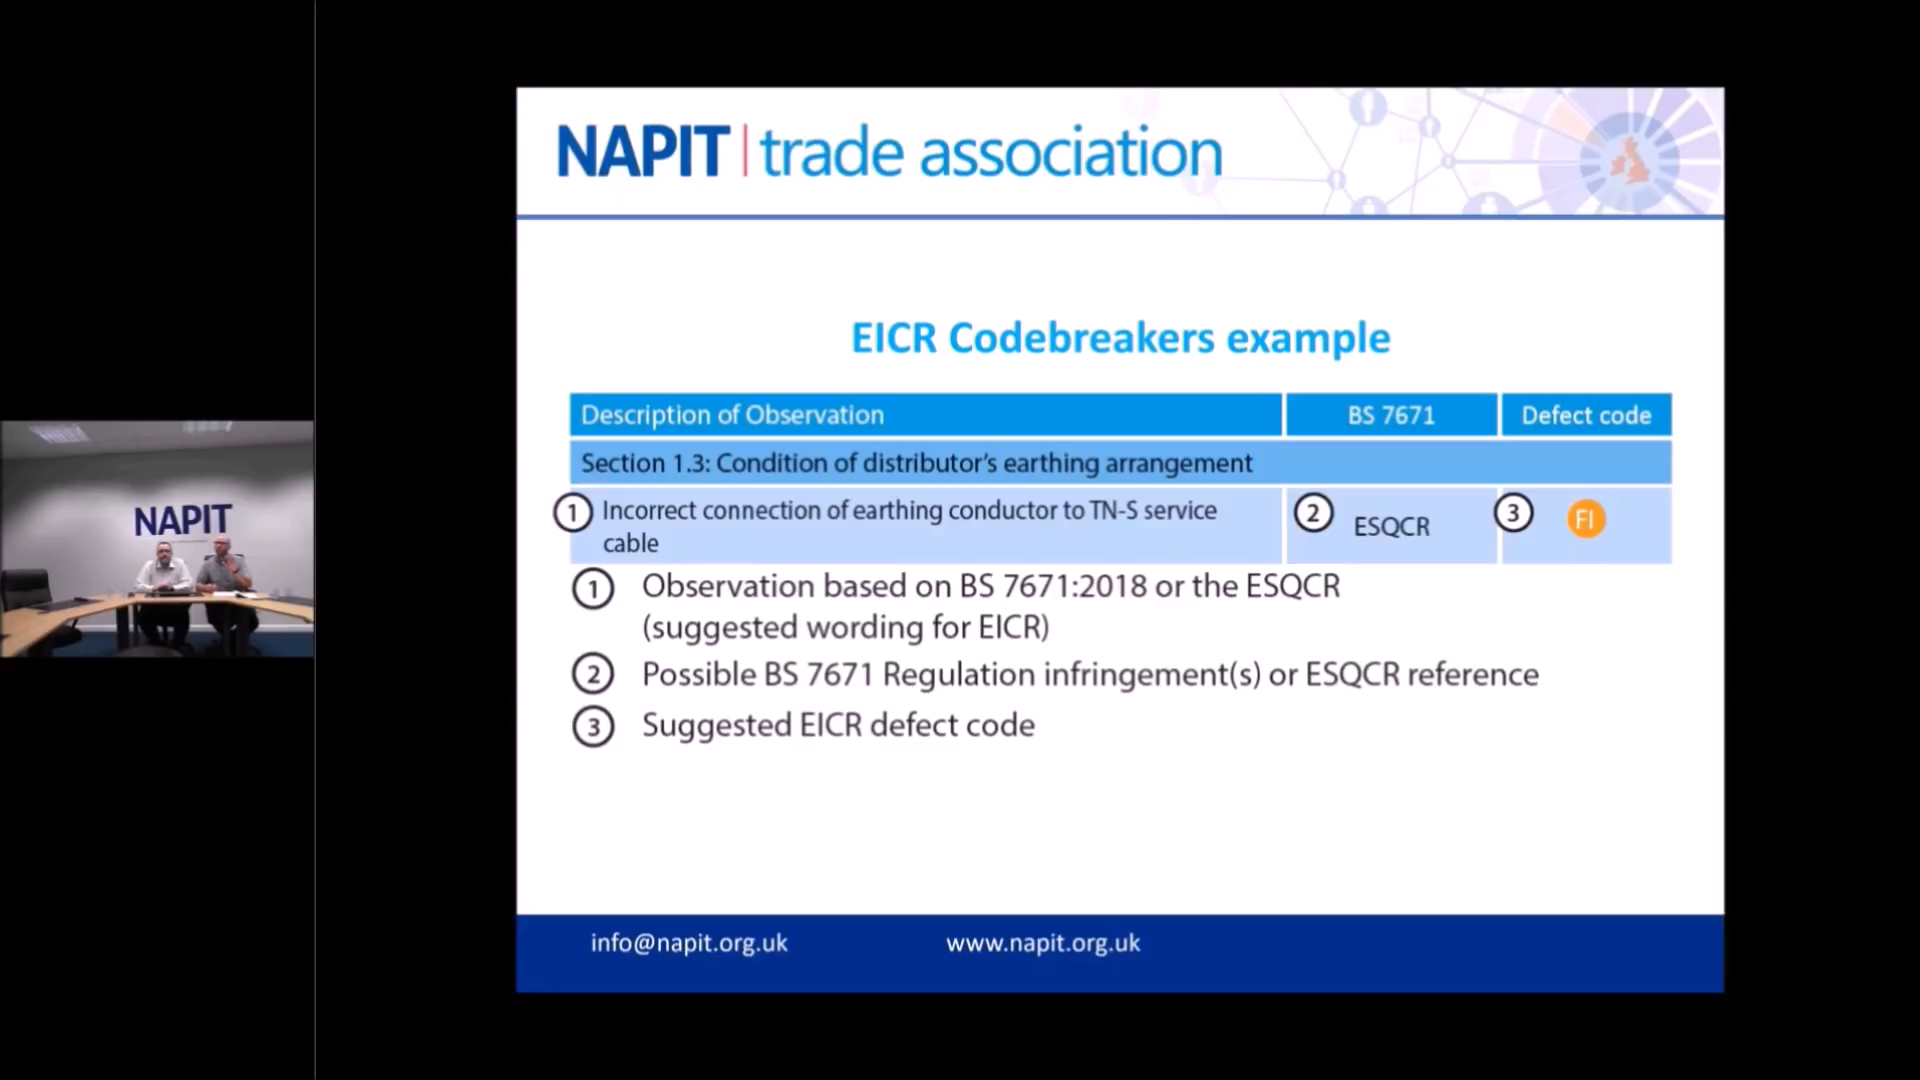 NAPIT | trade association
EICR Codebreakers example
Description of Observation BS 7671 Defect code
Section 1.3: Condition of distributor's earthing arrangement
1 Incorrect connection of earthing conductor to TN-S service
cable
2 ESQCR
3 FI
1 Observation based on BS 7671:2018 or the ESQCR
(suggested wording for EICR)
2 Possible BS 7671 Regulation infringement(s) or ESQCR reference
3 Suggested EICR defect code
info@napit.org.uk www.napit.org.uk
NAPIT